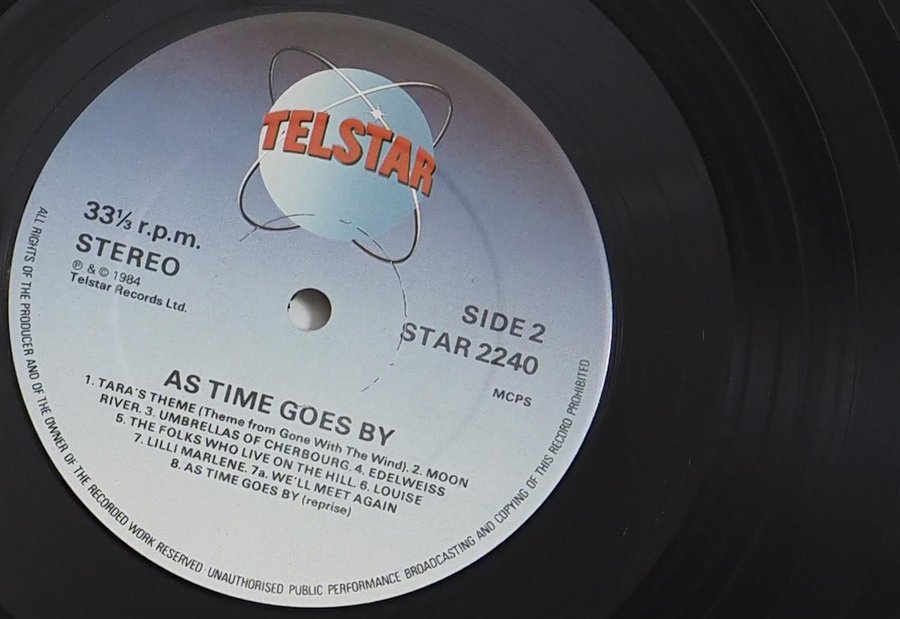 TELSTAR
33⅓ r.p.m.
STEREO
℗ & © 1984
Telstar Records Ltd.
SIDE 2
STAR 2240
MCPS
AS TIME GOES BY
1. TARA'S THEME (Theme from Gone With The Wind). 2. MOON
RIVER. 3. UMBRELLAS OF CHERBOURG. 4. EDELWEISS
5. THE FOLKS WHO LIVE ON THE HILL. 6. LOUISE
7. LILLI MARLENE. 7a. WE'LL MEET AGAIN
8. AS TIME GOES BY (reprise)
ALL RIGHTS OF THE PRODUCER AND OF THE OWNER OF THE RECORDED WORK RESERVED · UNAUTHORISED PUBLIC PERFORMANCE BROADCASTING AND COPYING OF THIS RECORD PROHIBITED